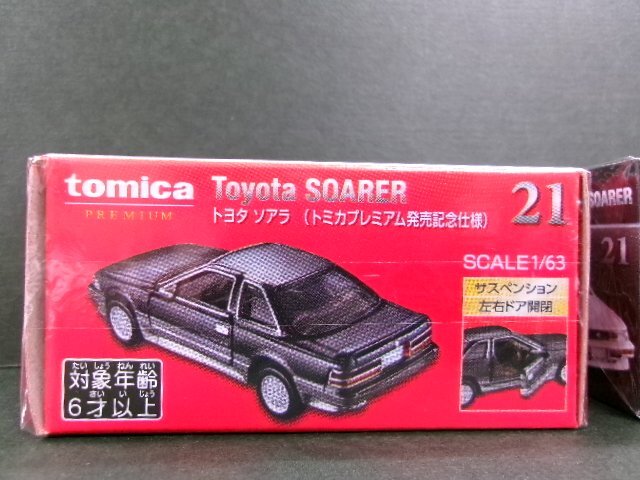 tomica
PREMIUM
Toyota SOARER
トヨタ ソアラ (トミカプレミアム発売記念仕様)
21
SCALE1/63
サスペンション
左右ドア開閉
たい しょう ねん れい
対象年齢
さい い じょう
6才以上
SOARER
21